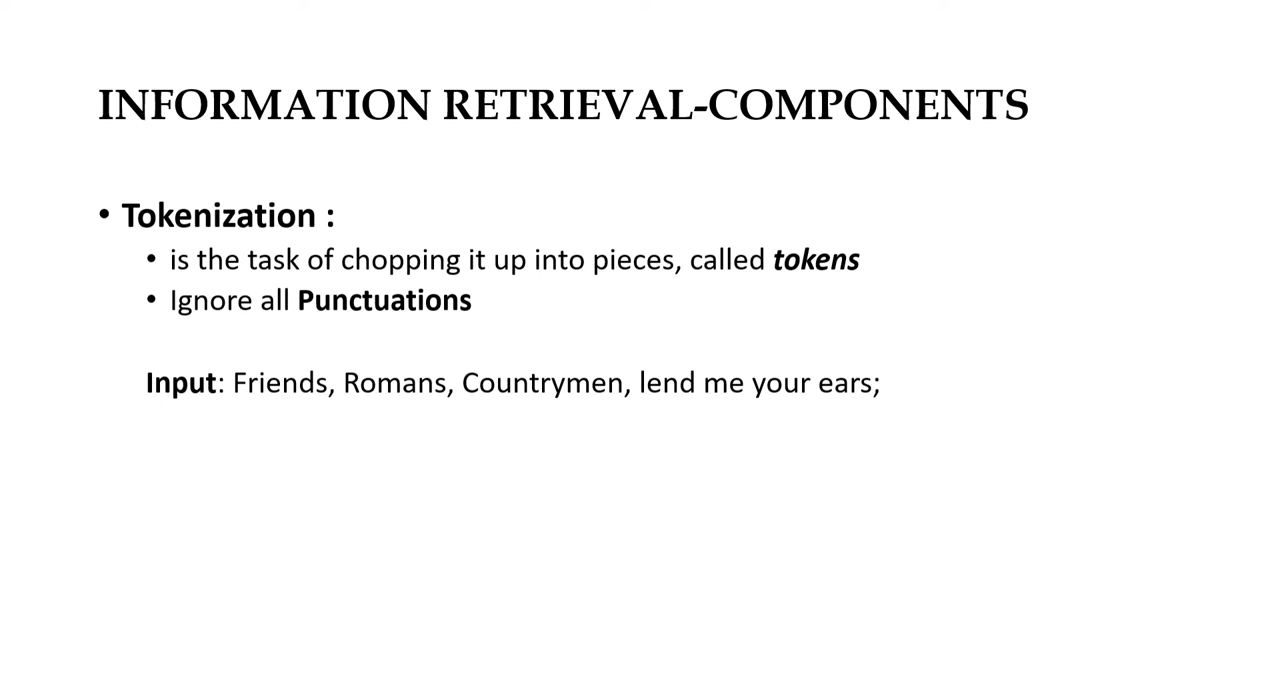 INFORMATION RETRIEVAL-COMPONENTS
• Tokenization :
• is the task of chopping it up into pieces, called tokens
• Ignore all Punctuations
Input: Friends, Romans, Countrymen, lend me your ears;